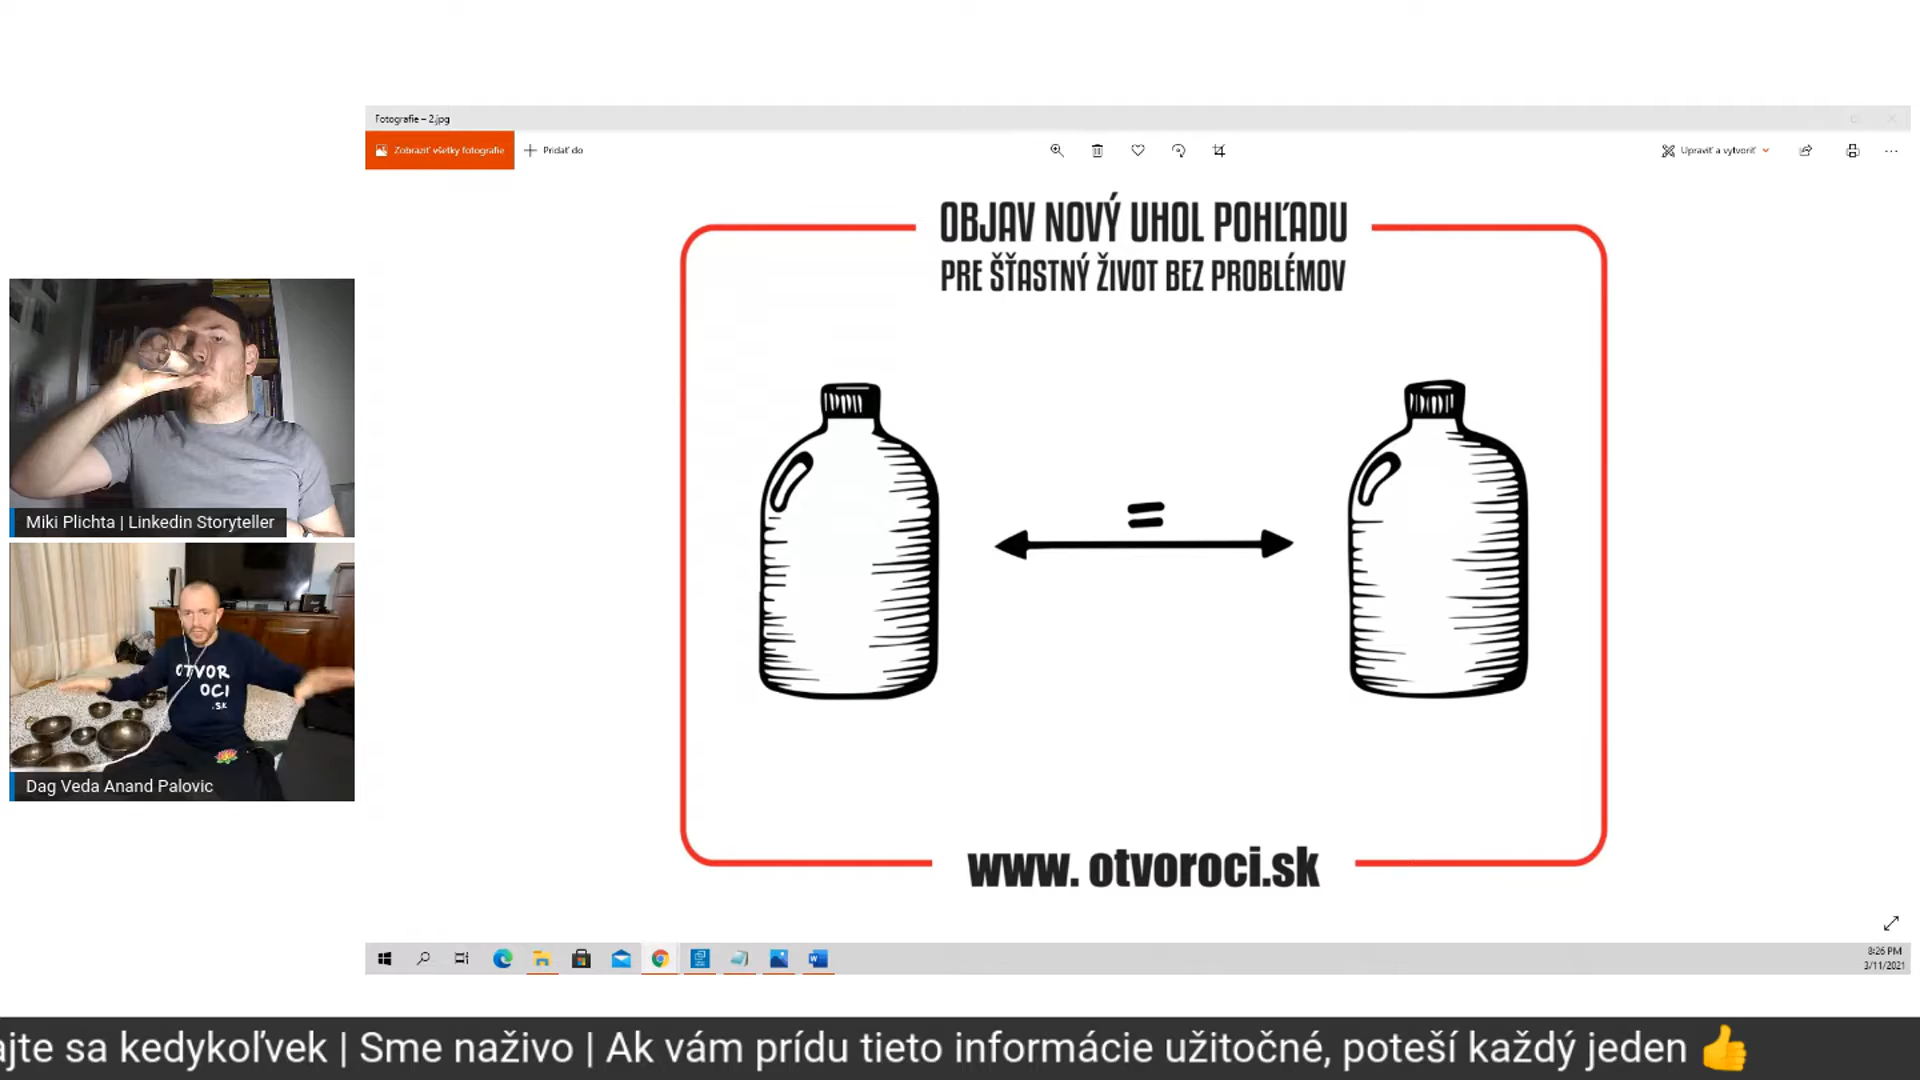 Fotografie – 2.jpg
Zobraziť všetky fotografie
Pridať do
Upraviť a vytvoriť
OBJAV NOVÝ UHOL POHĽADU
PRE ŠŤASTNÝ ŽIVOT BEZ PROBLÉMOV
=
www. otvoroci.sk
Miki Plichta | Linkedin Storyteller
OTVOR
OCI
.SK
Dag Veda Anand Palovic
8:26 PM
3/11/2021
ajte sa kedykoľvek | Sme naživo | Ak vám prídu tieto informácie užitočné, poteší každý jeden 👍